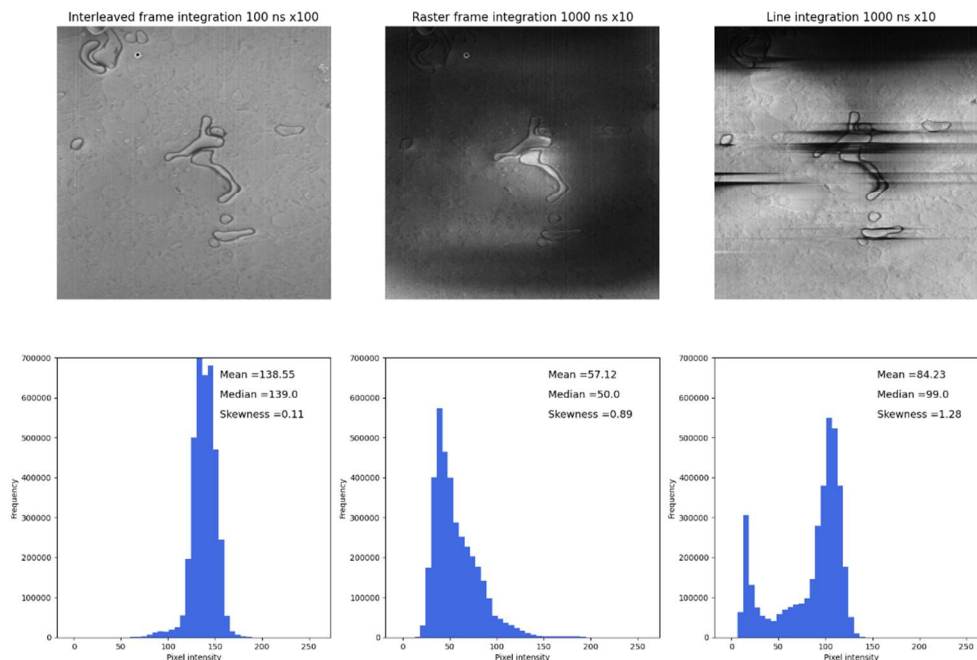 Interleaved frame integration 100 ns x100
Raster frame integration 1000 ns x10
Line integration 1000 ns x10
700000
600000
500000
400000
300000
200000
100000
0
Frequency
Mean =138.55
Median =139.0
Skewness =0.11
0 50 100 150 200 250
Pixel intensity
700000
600000
500000
400000
300000
200000
100000
0
Frequency
Mean =57.12
Median =50.0
Skewness =0.89
0 50 100 150 200 250
Pixel intensity
700000
600000
500000
400000
300000
200000
100000
0
Frequency
Mean =84.23
Median =99.0
Skewness =1.28
0 50 100 150 200 250
Pixel intensity